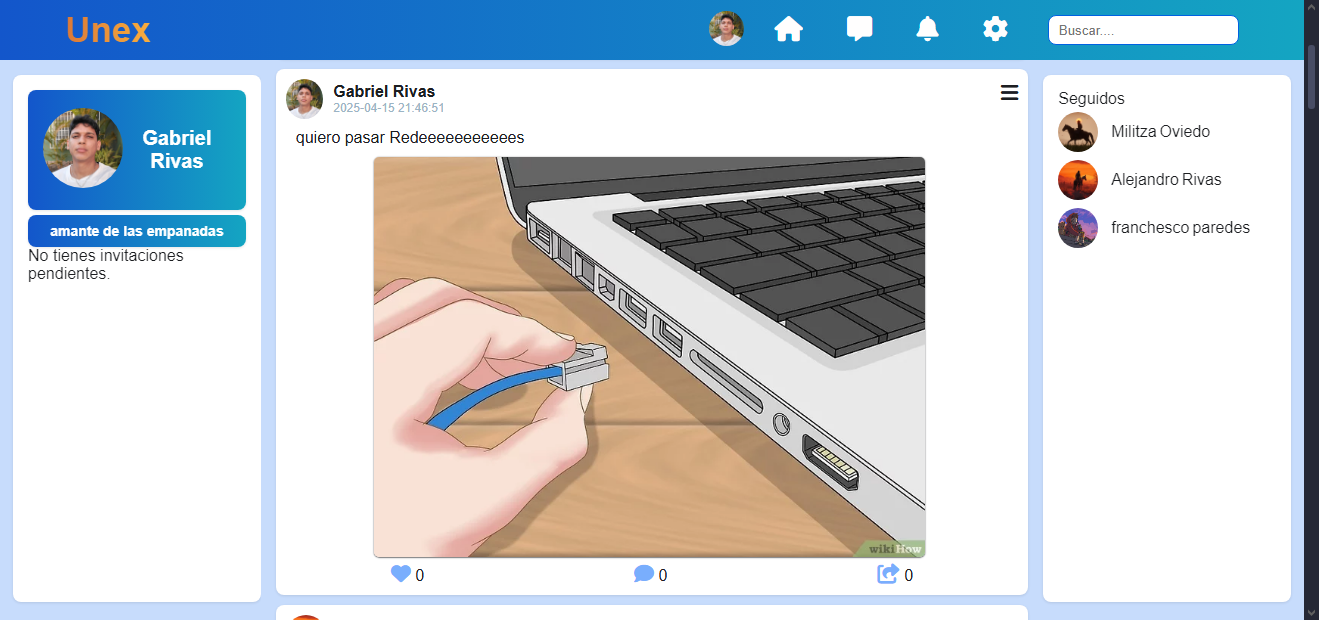 Unex
Buscar....
Gabriel
Rivas
amante de las empanadas
No tienes invitaciones
pendientes.
Gabriel Rivas
2025-04-15 21:46:51
quiero pasar Redeeeeeeeeeees
wikiHow
0
0
0
Seguidos
Militza Oviedo
Alejandro Rivas
franchesco paredes